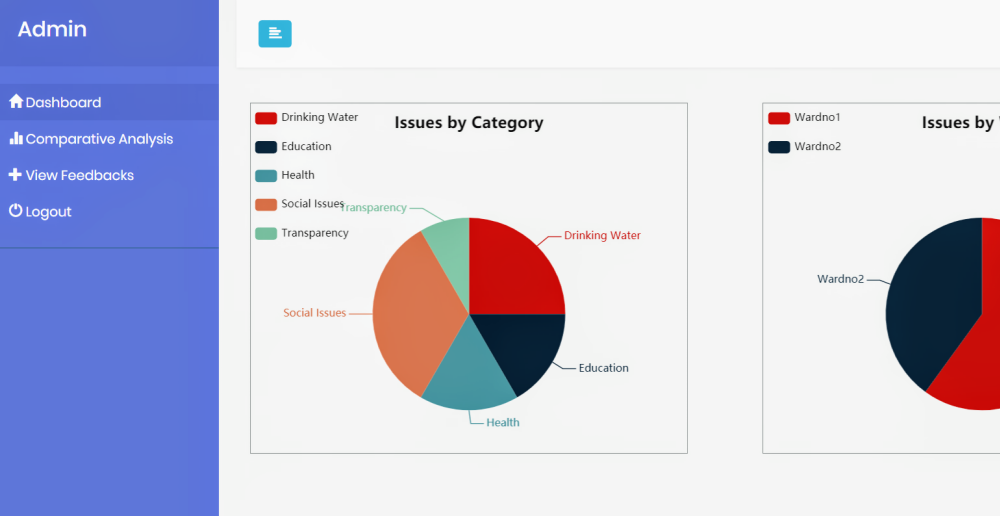 Admin
Dashboard
Comparative Analysis
View Feedbacks
Logout
Issues by Category
Drinking Water
Education
Health
Social Issues
Transparency
Transparency
Drinking Water
Social Issues
Education
Health
Issues by
Wardno1
Wardno2
Wardno2